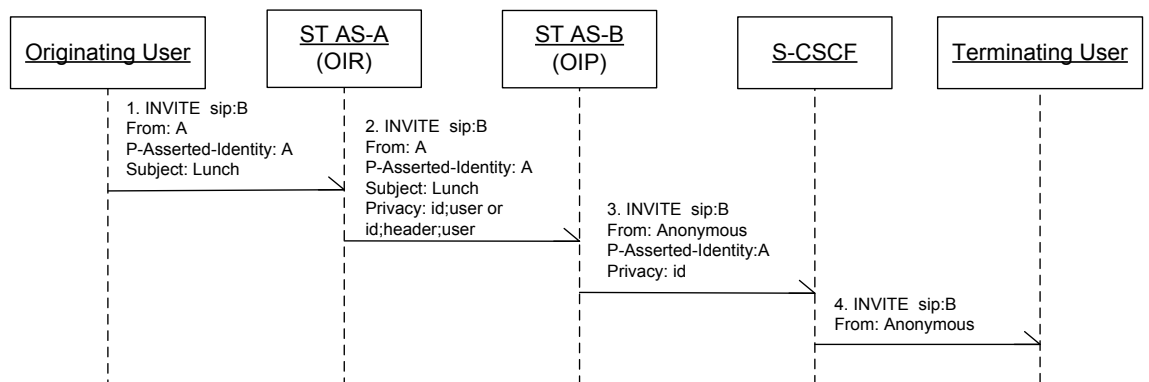 Originating User
ST AS-A
(OIR)
ST AS-B
(OIP)
S-CSCF
Terminating User
1. INVITE sip:B
From: A
P-Asserted-Identity: A
Subject: Lunch
2. INVITE sip:B
From: A
P-Asserted-Identity: A
Subject: Lunch
Privacy: id;user or
id;header;user
3. INVITE sip:B
From: Anonymous
P-Asserted-Identity:A
Privacy: id
4. INVITE sip:B
From: Anonymous